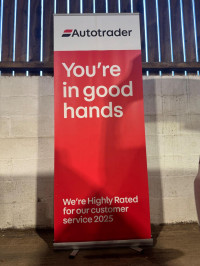 Autotrader
You're
in good
hands
We're Highly Rated
for our customer
service 2025